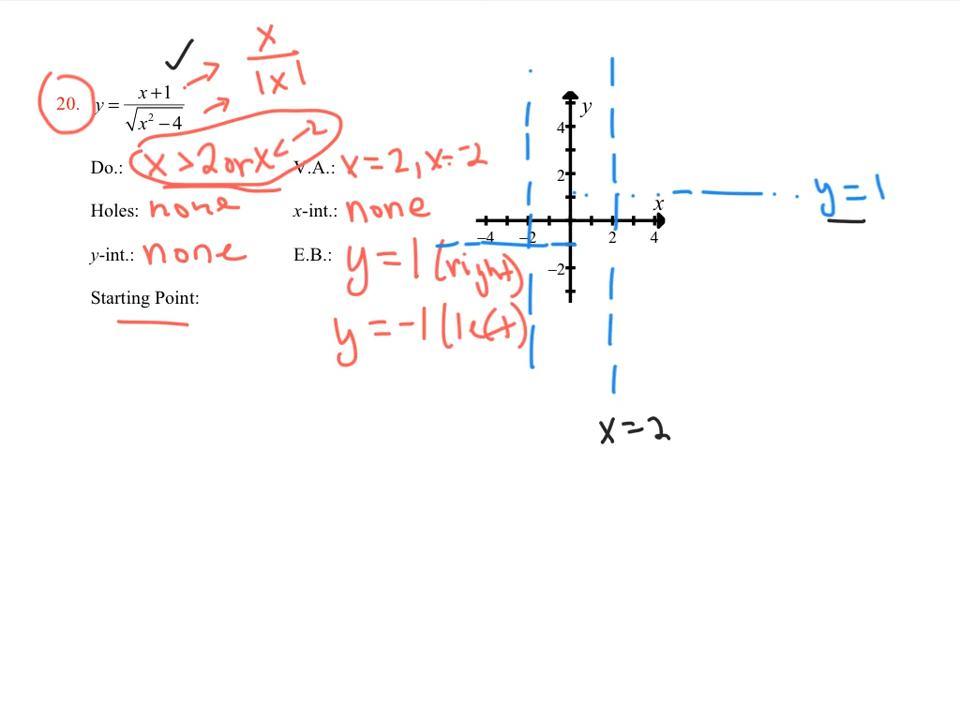 x/|x|
20. y = (x+1)/√(x² − 4)
Do.: x > 2 or x < −2 V.A.: x = 2, x = −2
Holes: none x-int.: none
y-int.: none E.B.: y = 1 (right)
Starting Point: y = −1 (left)
y
4
2
x
y = 1
−4 −2 2 4
−2
x = 2